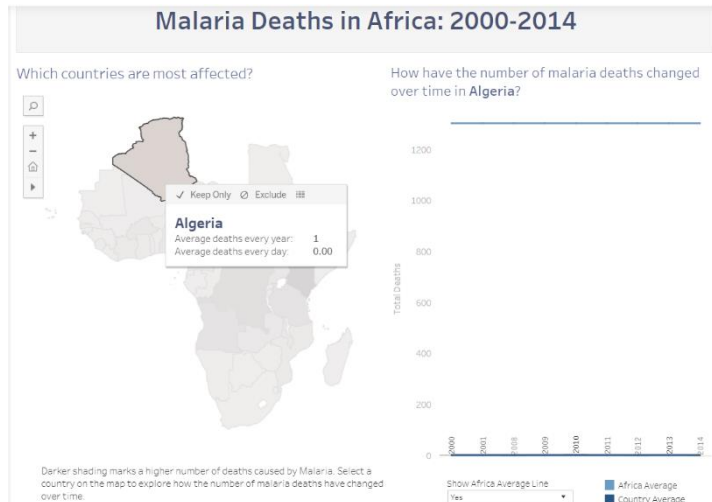 Malaria Deaths in Africa: 2000-2014
Which countries are most affected?
✓ Keep Only ⊘ Exclude
Algeria
Average deaths every year: 1
Average deaths every day: 0.00
Darker shading marks a higher number of deaths caused by Malaria. Select a
country on the map to explore how the number of malaria deaths have changed
over time.
How have the number of malaria deaths changed
over time in Algeria?
Total Deaths
1200
1000
800
600
400
200
0
2000 2001 2008 2009 2010 2011 2012 2013 2014
Show Africa Average Line
Yes
Africa Average
Country Average